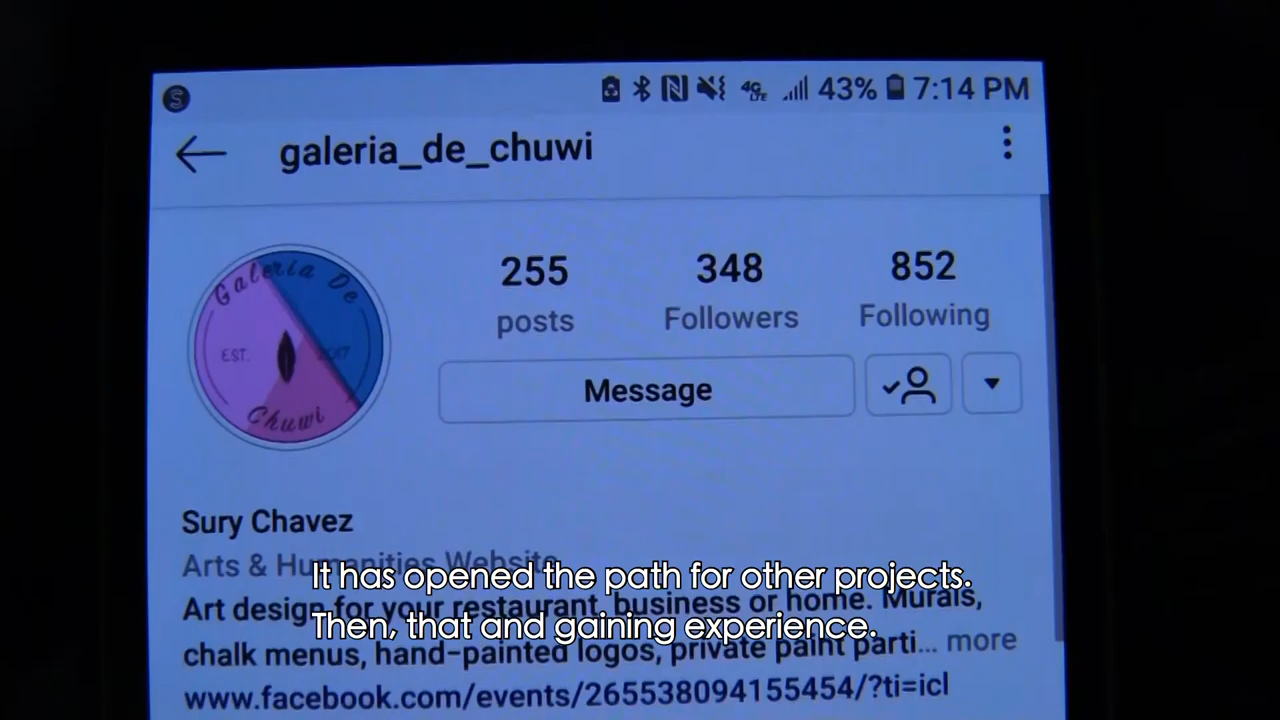 43% 7:14 PM
galeria_de_chuwi
Galeria De
EST. 2017
Chuwi
255 348 852
posts Followers Following
Message
Sury Chavez
Arts & Humanities Website
Art design for your restaurant, business or home. Murals,
chalk menus, hand-painted logos, private paint parti... more
www.facebook.com/events/265538094155454/?ti=icl
It has opened the path for other projects.
Then, that and gaining experience.